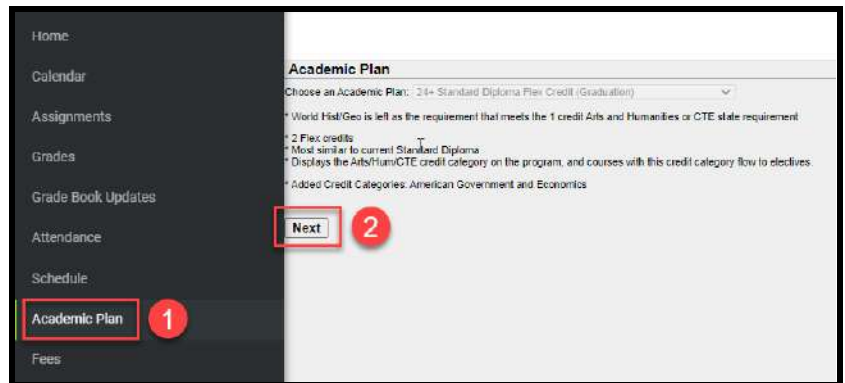 Home
Calendar
Assignments
Grades
Grade Book Updates
Attendance
Schedule
Academic Plan
1
Fees
Academic Plan
Choose an Academic Plan: 24+ Standard Diploma Flex Credit (Graduation)
* World Hist/Geo is left as the requirement that meets the 1 credit Arts and Humanities or CTE state requirement
* 2 Flex credits
* Most similar to current Standard Diploma
* Displays the Arts/Hum/CTE credit category on the program, and courses with this credit category flow to electives
* Added Credit Categories: American Government and Economics
Next
2